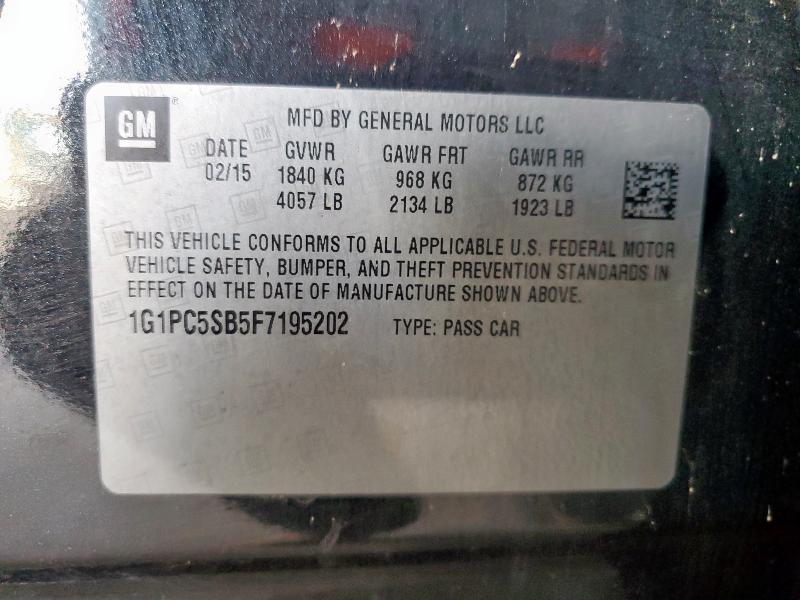 GM
MFD BY GENERAL MOTORS LLC
DATE GVWR GAWR FRT GAWR RR
02/15 1840 KG 968 KG 872 KG
4057 LB 2134 LB 1923 LB
THIS VEHICLE CONFORMS TO ALL APPLICABLE U.S. FEDERAL MOTOR
VEHICLE SAFETY, BUMPER, AND THEFT PREVENTION STANDARDS IN
EFFECT ON THE DATE OF MANUFACTURE SHOWN ABOVE.
1G1PC5SB5F7195202 TYPE: PASS CAR